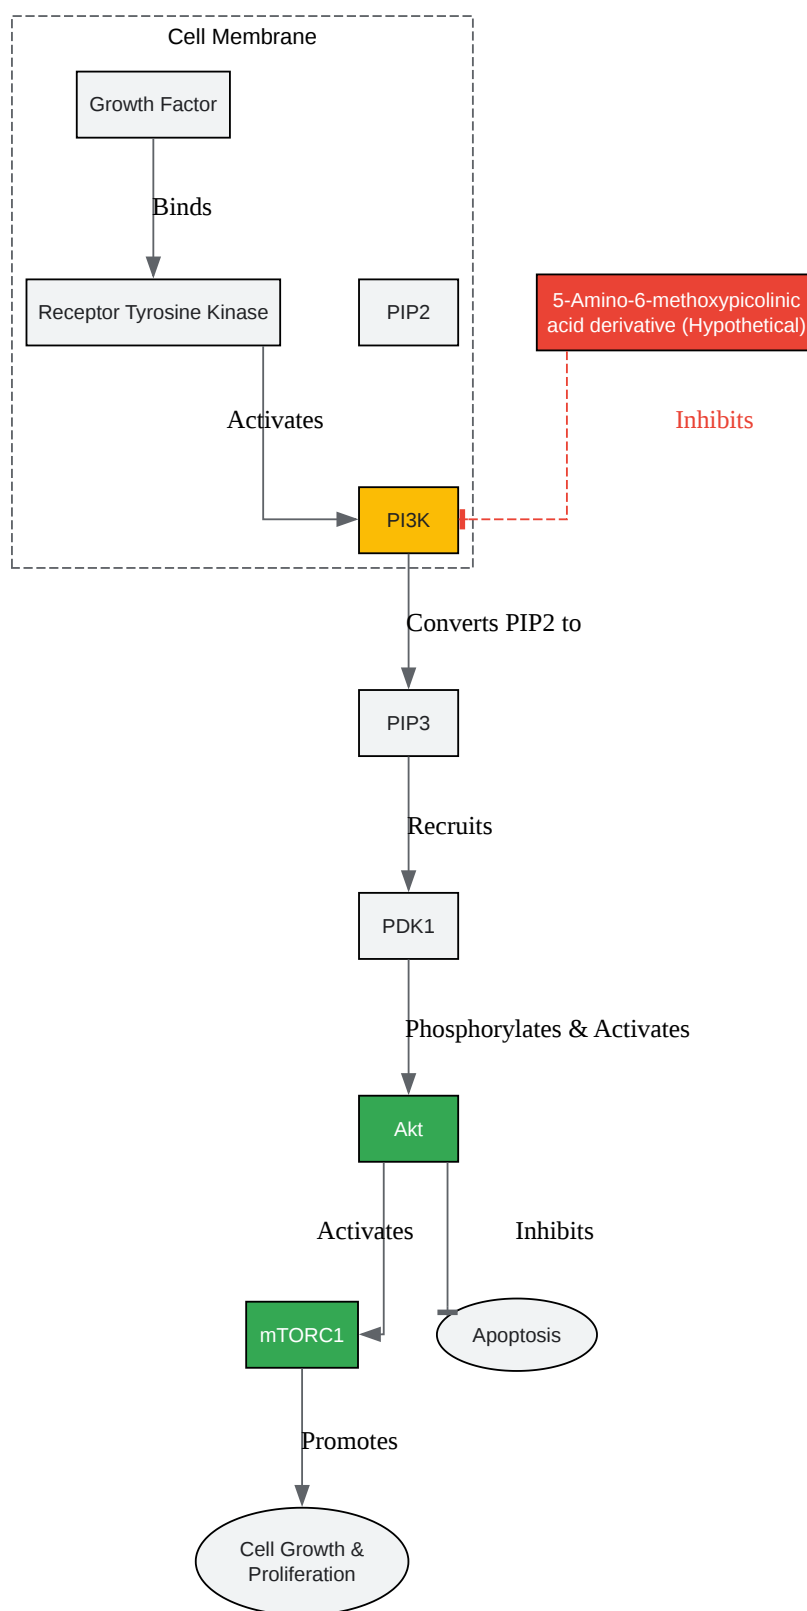 Cell Membrane
Growth Factor
Binds
Receptor Tyrosine Kinase
PIP2
5-Amino-6-methoxypicolinic
acid derivative (Hypothetical)
Activates
Inhibits
PI3K
Converts PIP2 to
PIP3
Recruits
PDK1
Phosphorylates & Activates
Akt
Activates
Inhibits
mTORC1
Apoptosis
Promotes
Cell Growth &
Proliferation